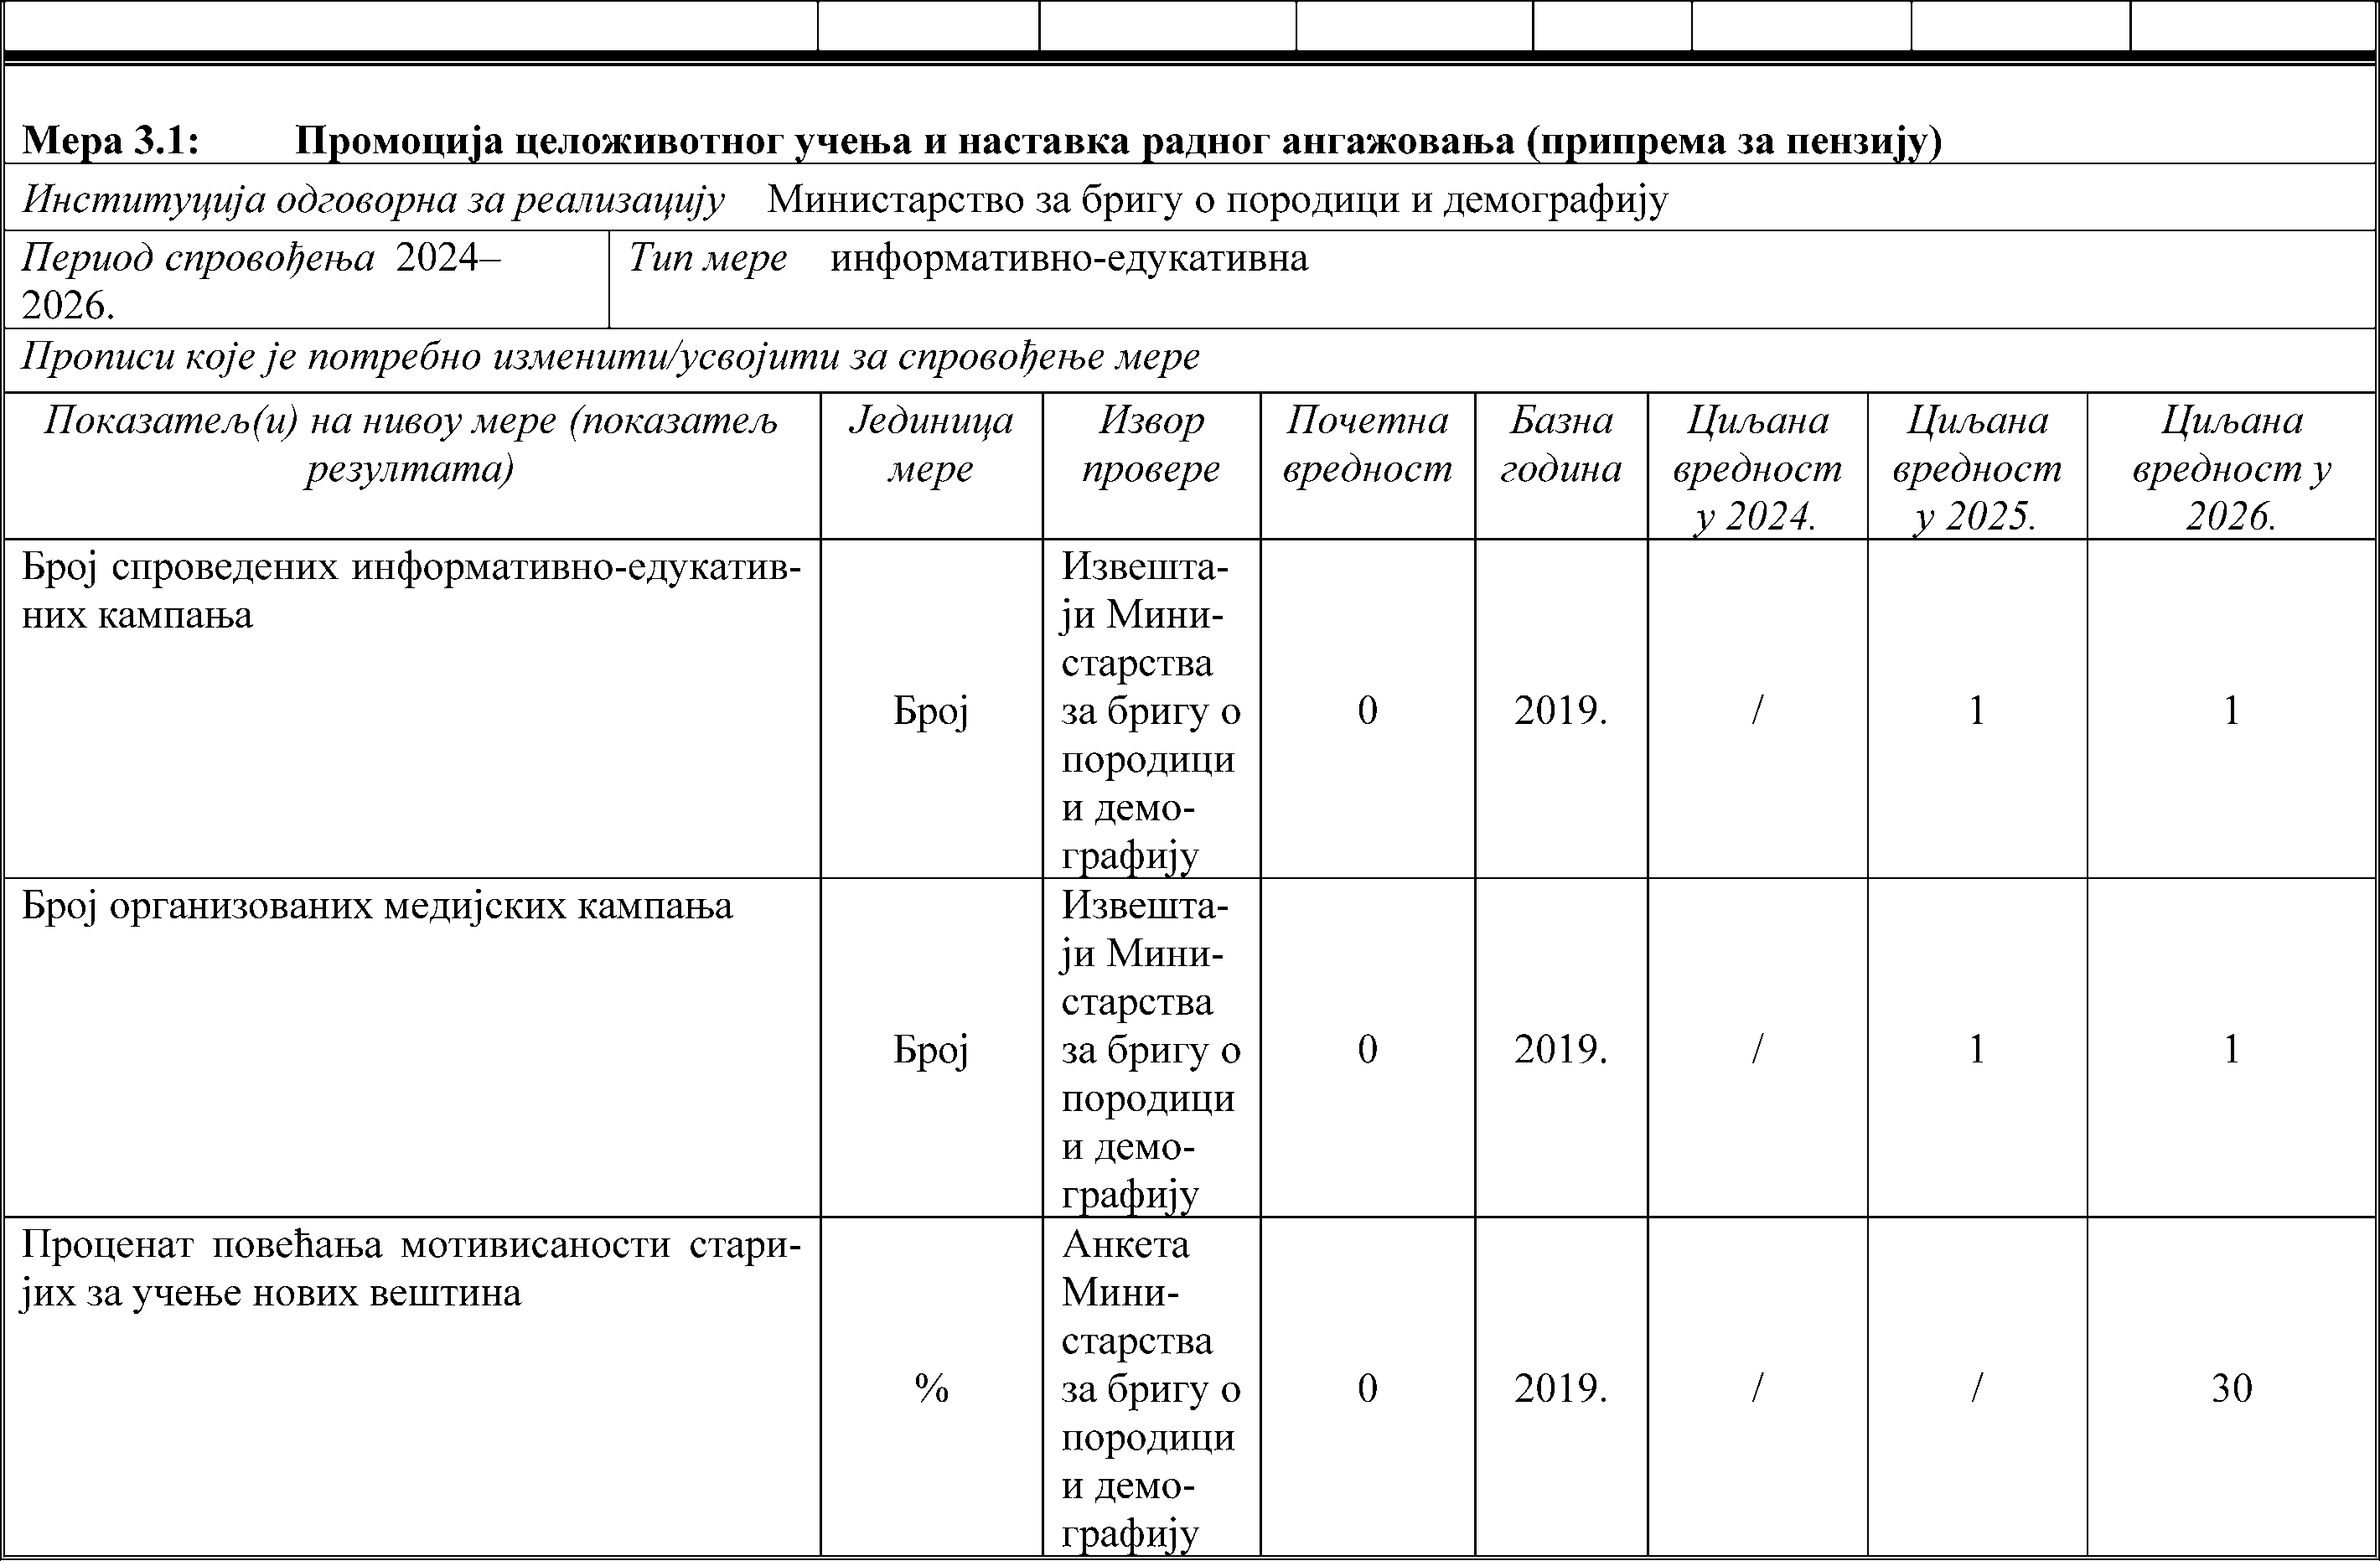 Мера 3.1: Промоција целоживотног учења и наставка радног ангажовања (припрема за пензију)
Институција одговорна за реализацију Министарство за бригу о породици и демографију
Период спровођења 2024–
2026.
Тип мере информативно-едукативна
Прописи које је потребно изменити/усвојити за спровођење мере
Показатељ(и) на нивоу мере (показатељ
резултата)
Јединица
мере
Извор
провере
Почетна
вредност
Базна
година
Циљана
вредност
у 2024.
Циљана
вредност
у 2025.
Циљана
вредност у
2026.
Број спроведених информативно-едукатив-
них кампања
Број
Извешта-
ји Мини-
старства
за бригу о
породици
и демо-
графију
0
2019.
/
1
1
Број организованих медијских кампања
Број
Извешта-
ји Мини-
старства
за бригу о
породици
и демо-
графију
0
2019.
/
1
1
Проценат повећања мотивисаности стари-
јих за учење нових вештина
%
Анкета
Мини-
старства
за бригу о
породици
и демо-
графију
0
2019.
/
/
30